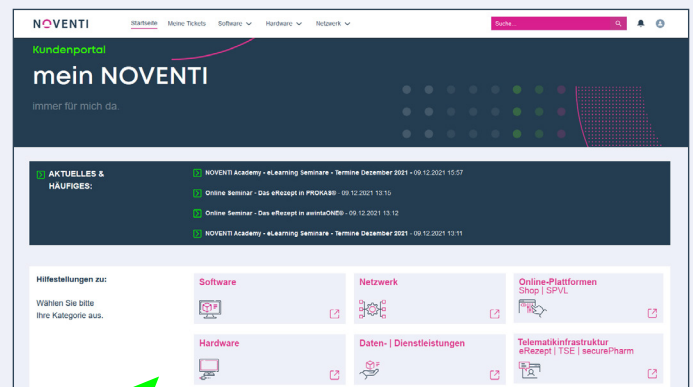 NOVENTI
Startseite Meine Tickets Software Hardware Netzwerk Suche...
Kundenportal
mein NOVENTI
immer für mich da.
AKTUELLES &
HÄUFIGES:
NOVENTI Academy - eLearning Seminare - Termine Dezember 2021 - 09.12.2021 15:57
Online Seminar - Das eRezept in PROKAS® - 09.12.2021 13:15
Online Seminar - Das eRezept in awintaONE® - 09.12.2021 13:12
NOVENTI Academy - eLearning Seminare - Termine Dezember 2021 - 09.12.2021 13:11
Hilfestellungen zu:
Wählen Sie bitte
Ihre Kategorie aus.
Software
Netzwerk
Online-Plattformen
Shop | SPVL
Hardware
Daten- | Dienstleistungen
Telematikinfrastruktur
eRezept | TSE | securePharm